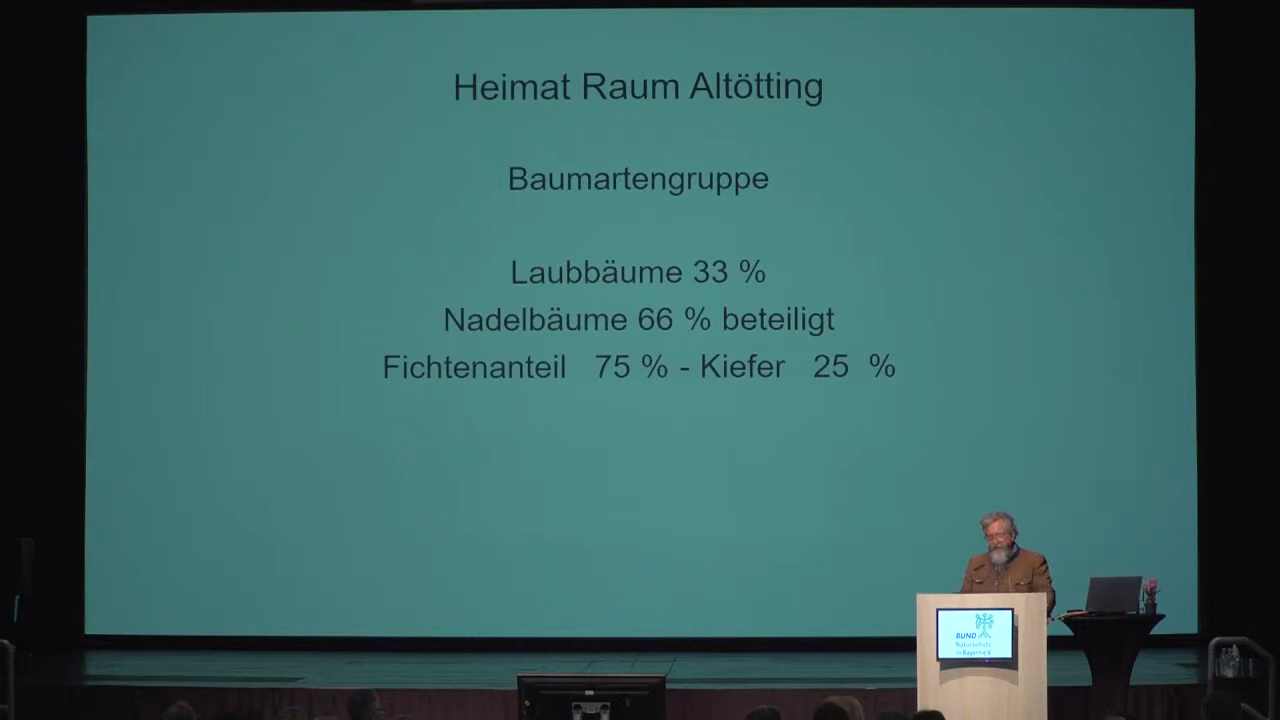 Heimat Raum Altötting
Baumartengruppe
Laubbäume 33 %
Nadelbäume 66 % beteiligt
Fichtenanteil 75 % - Kiefer 25 %
BUND
Naturschutz
in Bayern e.V.